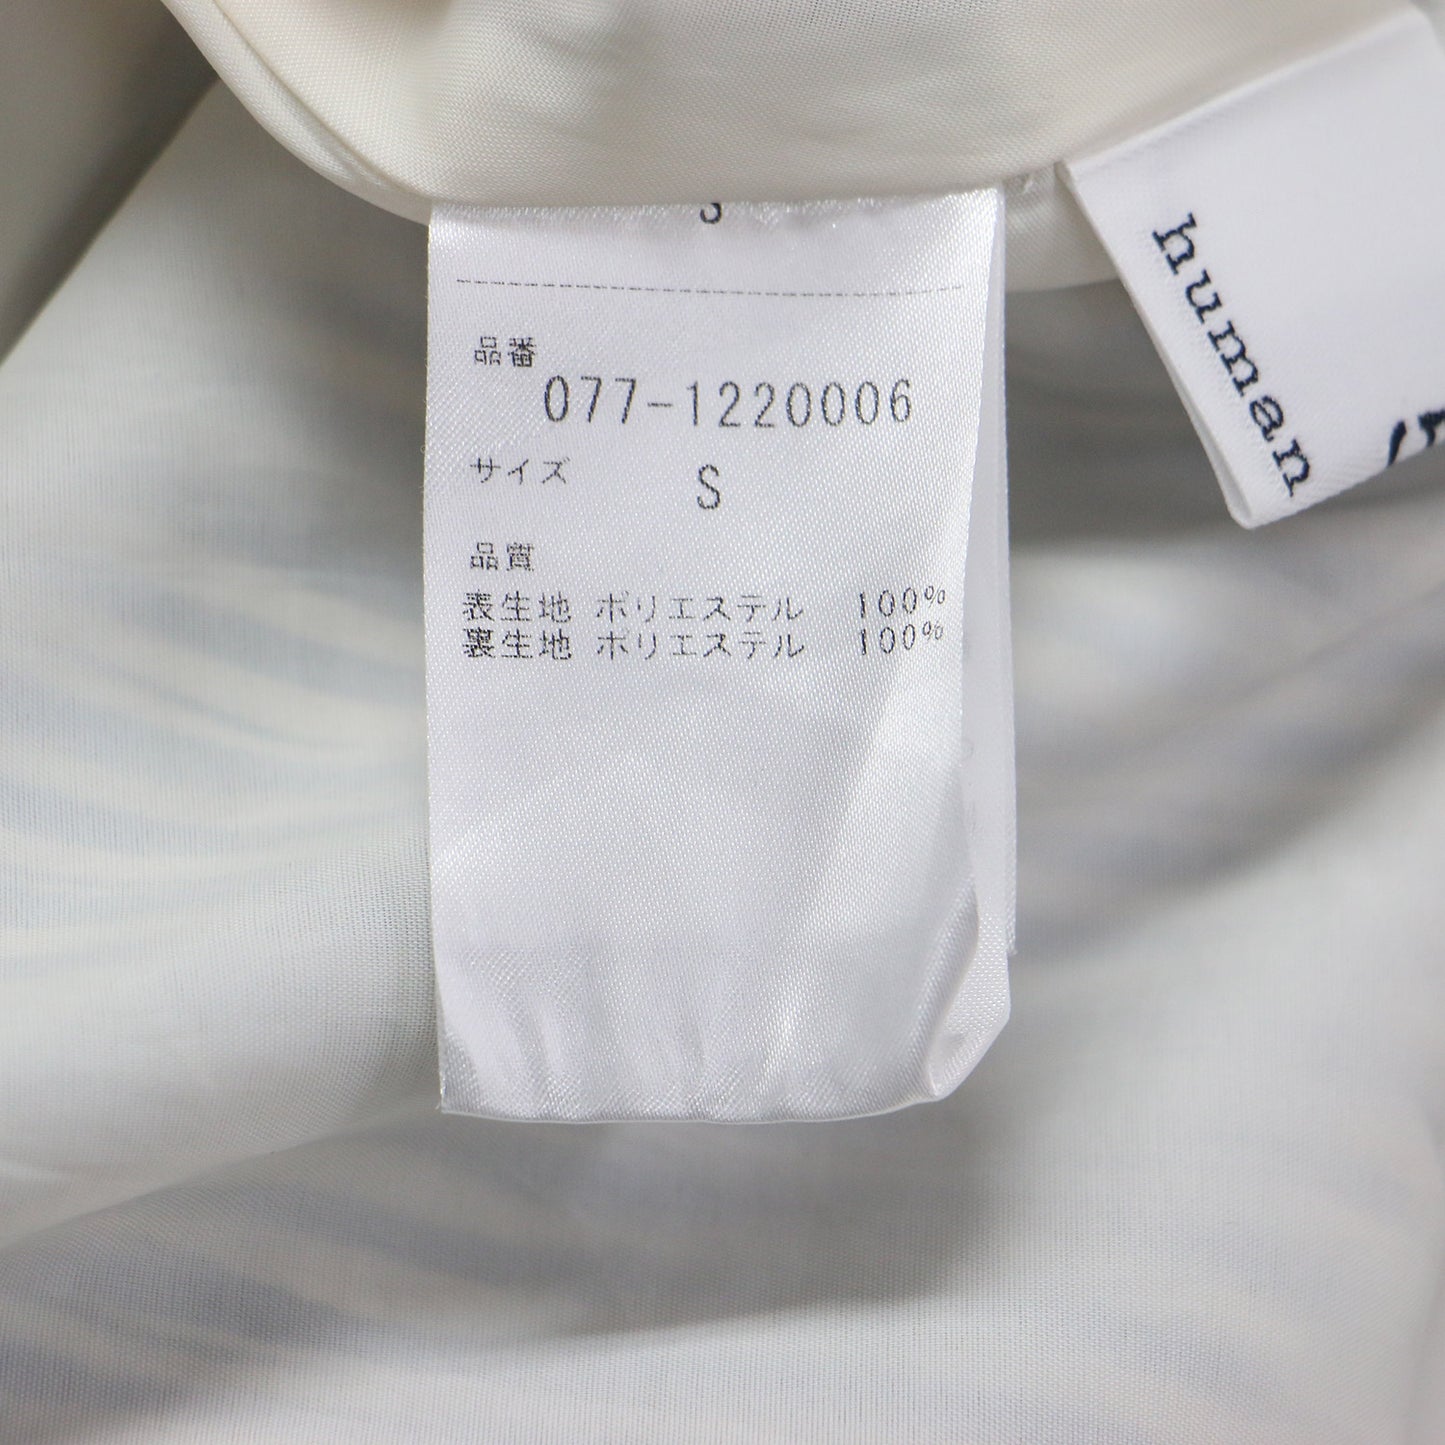 S
品番
077-1220006
サイズ S
品質
表生地 ポリエステル 100%
裏生地 ポリエステル 100%
human